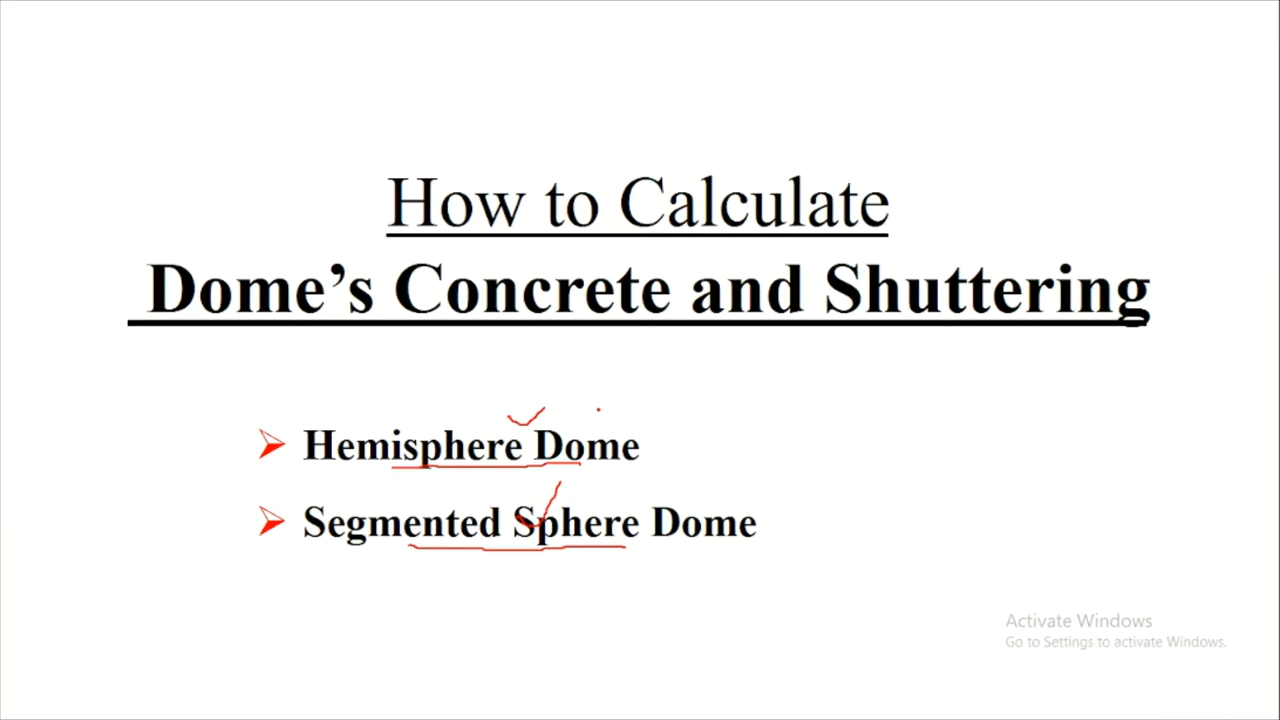 How to Calculate
Dome’s Concrete and Shuttering
Hemisphere Dome
Segmented Sphere Dome
Activate Windows
Go to Settings to activate Windows.